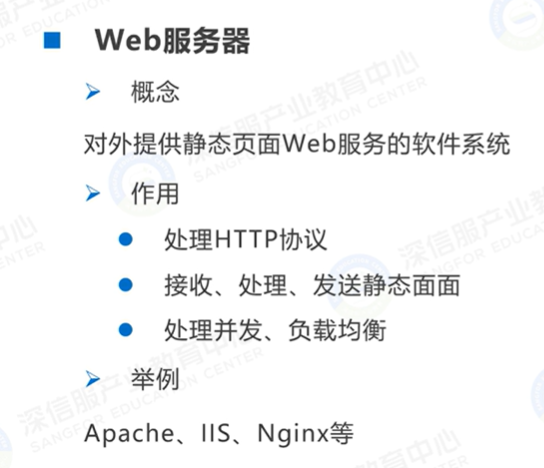 Web服务器
概念
对外提供静态页面Web服务的软件系统
作用
处理HTTP协议
接收、处理、发送静态面面
处理并发、负载均衡
举例
Apache、IIS、Nginx等
深信服产业教育中心
SANGFOR EDUCATION CENTER